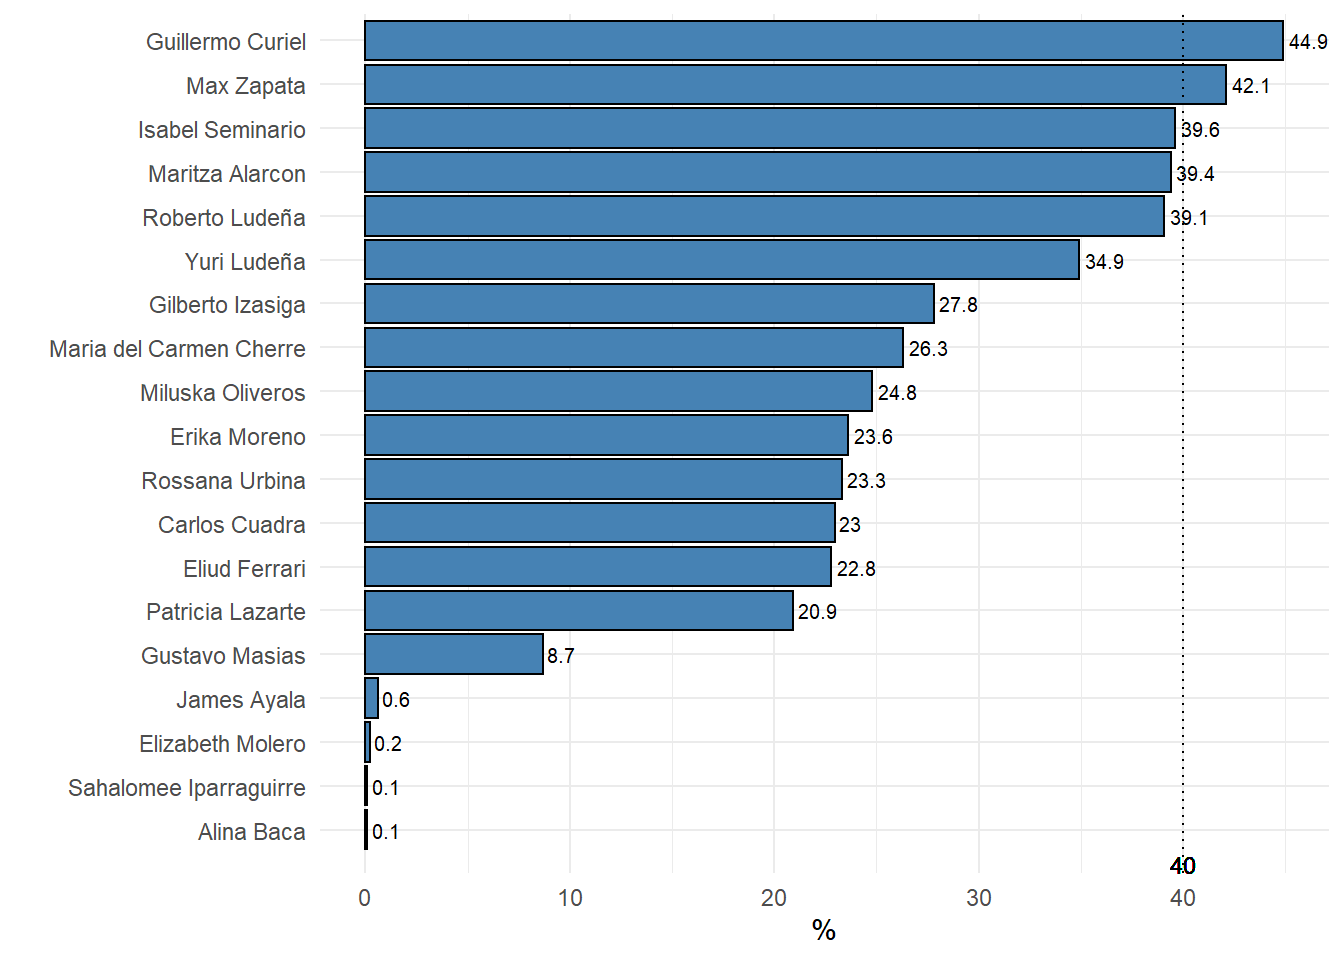 Guillermo Curiel 44.9
Max Zapata 42.1
Isabel Seminario 39.6
Maritza Alarcon 39.4
Roberto Ludeña 39.1
Yuri Ludeña 34.9
Gilberto Izasiga 27.8
Maria del Carmen Cherre 26.3
Miluska Oliveros 24.8
Erika Moreno 23.6
Rossana Urbina 23.3
Carlos Cuadra 23
Eliud Ferrari 22.8
Patricia Lazarte 20.9
Gustavo Masias 8.7
James Ayala 0.6
Elizabeth Molero 0.2
Sahalomee Iparraguirre 0.1
Alina Baca 0.1
40
0 10 20 30 40
%